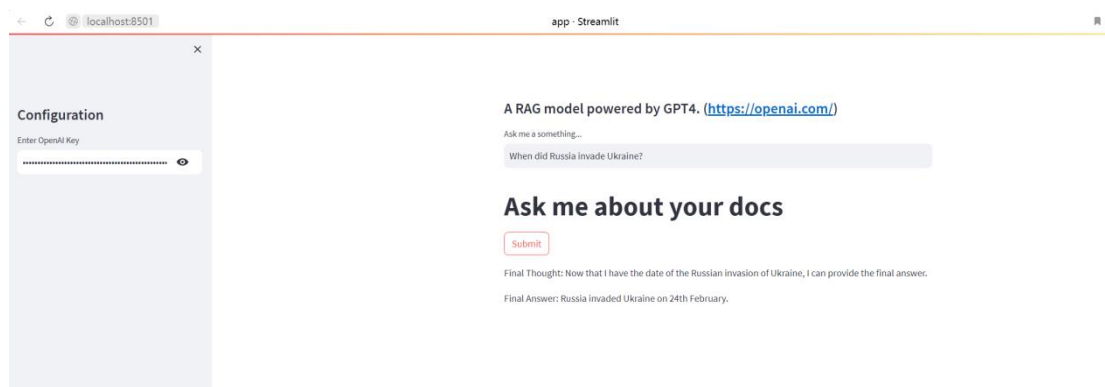 localhost:8501
app · Streamlit
Configuration
Enter OpenAI Key
A RAG model powered by GPT4. (https://openai.com/)
Ask me a something...
When did Russia invade Ukraine?
Ask me about your docs
Submit
Final Thought: Now that I have the date of the Russian invasion of Ukraine, I can provide the final answer.
Final Answer: Russia invaded Ukraine on 24th February.